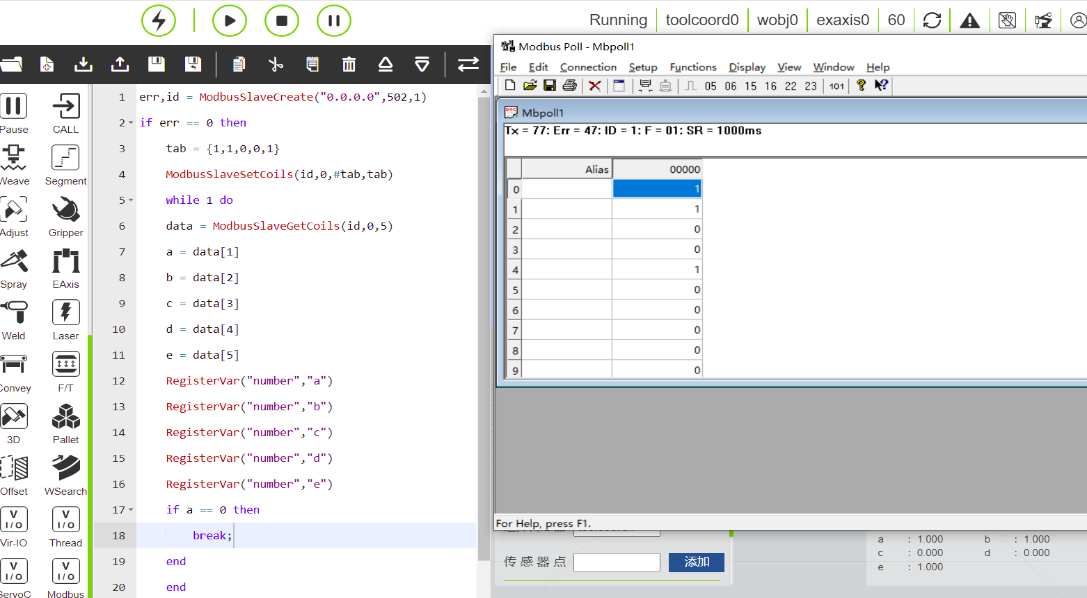 Running toolcoord0 wobj0 exaxis0 60
Pause CALL
Weave Segment
Adjust Gripper
Spray EAxis
Weld Laser
Convey F/T
3D Pallet
Offset WSearch
V V
I/O I/O
Vir-IO Thread
V V
I/O I/O
ServoC Modbus
1 err,id = ModbusSlaveCreate("0.0.0.0",502,1)
2 if err == 0 then
3 tab = {1,1,0,0,1}
4 ModbusSlaveSetCoils(id,0,#tab,tab)
5 while 1 do
6 data = ModbusSlaveGetCoils(id,0,5)
7 a = data[1]
8 b = data[2]
9 c = data[3]
10 d = data[4]
11 e = data[5]
12 RegisterVar("number","a")
13 RegisterVar("number","b")
14 RegisterVar("number","c")
15 RegisterVar("number","d")
16 RegisterVar("number","e")
17 if a == 0 then
18 break;
19 end
20 end
Modbus Poll - Mbpoll1
File Edit Connection Setup Functions Display View Window Help
05 06 15 16 22 23 101
Mbpoll1
Tx = 77: Err = 47: ID = 1: F = 01: SR = 1000ms
Alias 00000
0 1
1 1
2 0
3 0
4 1
5 0
6 0
7 0
8 0
9 0
For Help, press F1.
传感器点 添加
a : 1.000 b : 1.000
c : 0.000 d : 0.000
e : 1.000